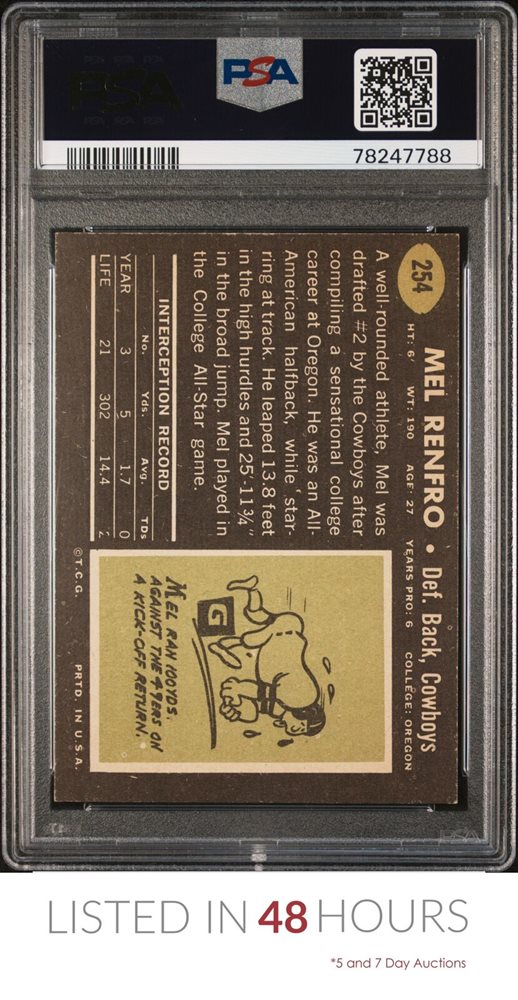 PSA
78247788
254
MEL RENFRO • Def. Back, Cowboys
HT: 6' WT: 190 AGE: 27 YEARS PRO: 6 COLLEGE: OREGON
A well-rounded athlete, Mel was
drafted #2 by the Cowboys after
compiling a sensational college
career at Oregon. He was an All-
American halfback, while star-
ring at track. He leaped 13.8 feet
in the high hurdles and 25'-11¾"
in the broad jump. Mel played in
the College All-Star game.
INTERCEPTION RECORD
No. Yds. Avg. TDs
YEAR 3 5 1.7 0
LIFE 21 302 14.4 2
G
MEL RAN 100 YDS.
AGAINST THE 49ERS ON
A KICK-OFF RETURN.
©T.C.G. PRTD. IN U.S.A.
LISTED IN 48 HOURS
*5 and 7 Day Auctions